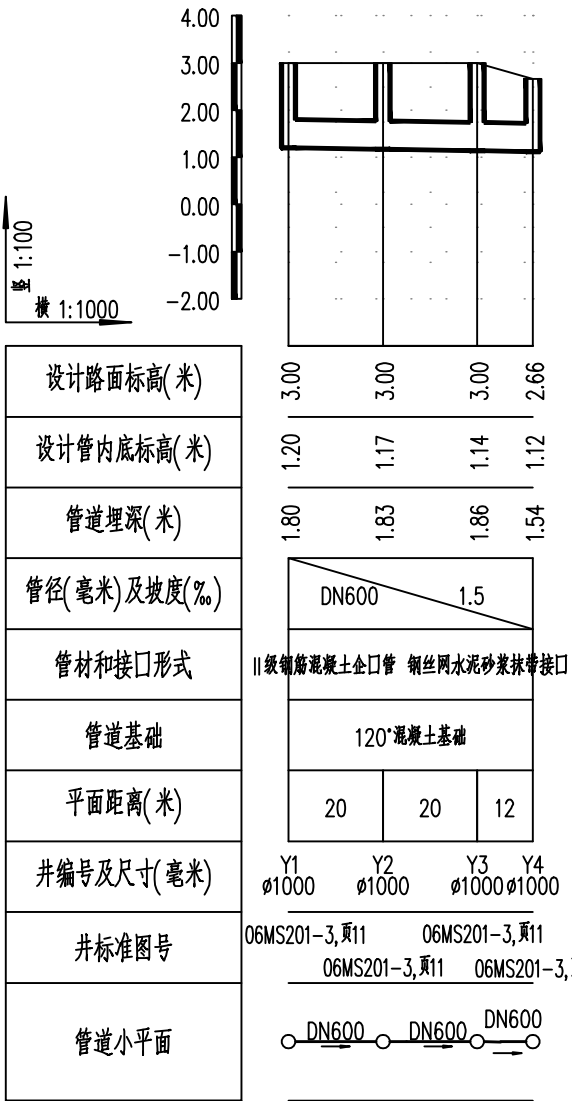 4.00
3.00
2.00
1.00
0.00
-1.00
-2.00
竖 1:100
横 1:1000
设计路面标高(米) 3.00 3.00 3.00 2.66
设计管内底标高(米) 1.20 1.17 1.14 1.12
管道埋深(米) 1.80 1.83 1.86 1.54
管径(毫米)及坡度(‰) DN600 1.5
管材和接口形式 II级钢筋混凝土企口管 钢丝网水泥砂浆抹带接口
管道基础 120°混凝土基础
平面距离(米) 20 20 12
井编号及尺寸(毫米) Y1 Y2 Y3 Y4
ø1000 ø1000 ø1000 ø1000
井标准图号 06MS201-3,页11 06MS201-3,页11
06MS201-3,页11 06MS201-3,
管道小平面 DN600 DN600 DN600